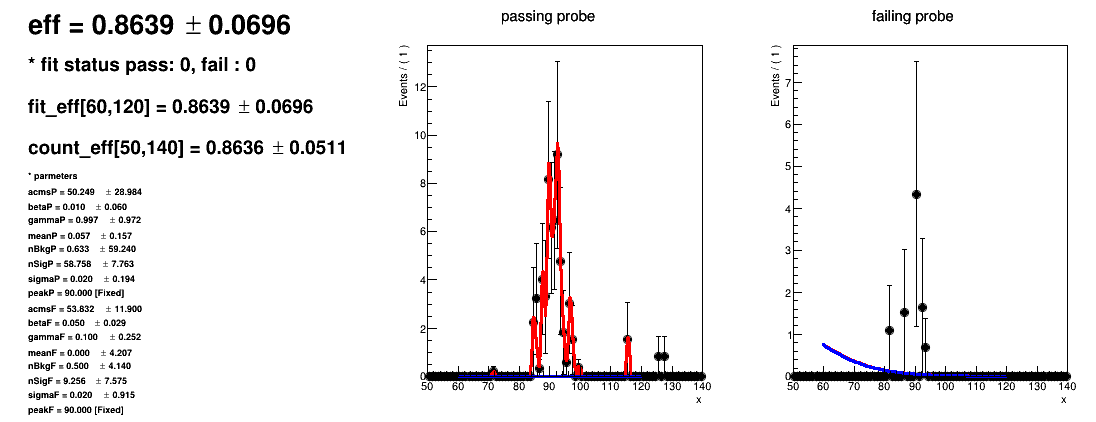 eff = 0.8639 ± 0.0696
* fit status pass: 0, fail : 0
fit_eff[60,120] = 0.8639 ± 0.0696
count_eff[50,140] = 0.8636 ± 0.0511
* parmeters
acmsP = 50.249 ± 28.984
betaP = 0.010 ± 0.060
gammaP = 0.997 ± 0.972
meanP = 0.057 ± 0.157
nBkgP = 0.633 ± 59.240
nSigP = 58.758 ± 7.763
sigmaP = 0.020 ± 0.194
peakP = 90.000 [Fixed]
acmsF = 53.832 ± 11.900
betaF = 0.050 ± 0.029
gammaF = 0.100 ± 0.252
meanF = 0.000 ± 4.207
nBkgF = 0.500 ± 4.140
nSigF = 9.256 ± 7.575
sigmaF = 0.020 ± 0.915
peakF = 90.000 [Fixed]
passing probe
Events / ( 1 )
12
10
8
6
4
2
0
50 60 70 80 90 100 110 120 130 140
x
failing probe
Events / ( 1 )
7
6
5
4
3
2
1
0
50 60 70 80 90 100 110 120 130 140
x